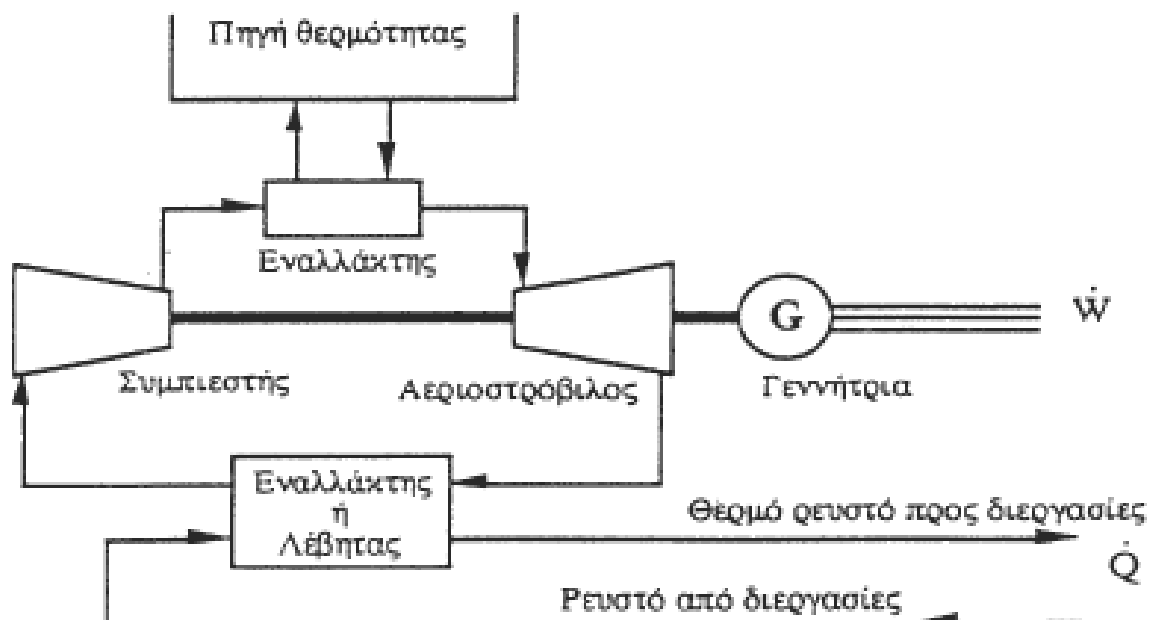 Πηγή θερμότητας
Εναλλάκτης
G
Ẇ
Συμπιεστής
Αεριοστρόβιλος
Γεννήτρια
Εναλλάκτης
ή
Λέβητας
Θερμό ρευστό προς διεργασίες
Q̇
Ρευστό από διεργασίες